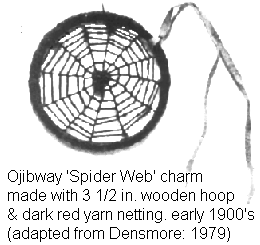 Ojibway 'Spider Web' charm
made with 3 1/2 in. wooden hoop
& dark red yarn netting. early 1900's
(adapted from Densmore: 1979)